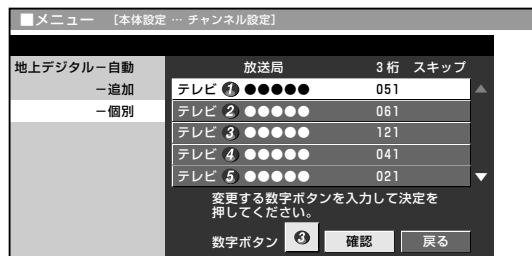 ■メニュー [本体設定 … チャンネル設定]
地上デジタルー自動 放送局 3桁 スキップ
ー追加 テレビ ❶ ●●●●● 051
ー個別 テレビ ❷ ●●●●● 061
テレビ ❸ ●●●●● 121
テレビ ❹ ●●●●● 041
テレビ ❺ ●●●●● 021
変更する数字ボタンを入力して決定を
押してください。
数字ボタン ❸ 確認 戻る